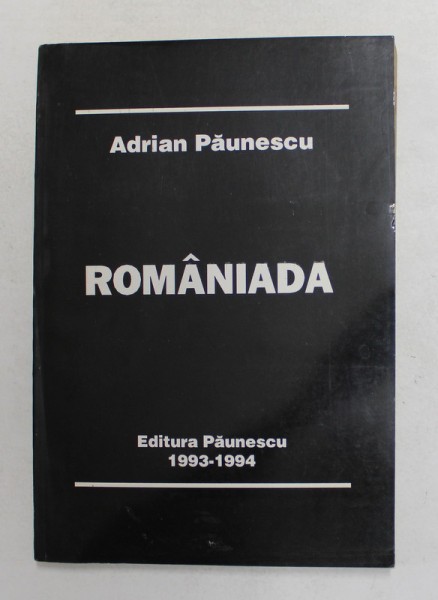 Adrian Păunescu
ROMÂNIADA
Editura Păunescu
1993-1994